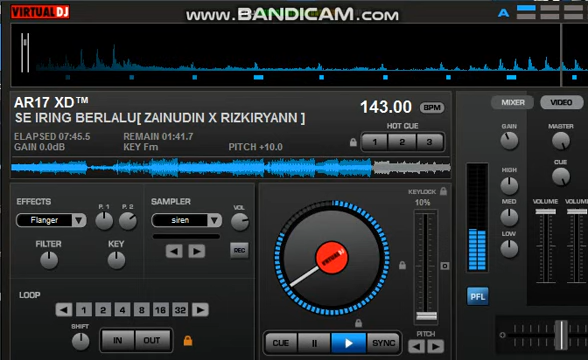 VIRTUAL DJ
www.BANDICAM.com
A
AR17 XD™
SE IRING BERLALU[ ZAINUDIN X RIZKIRYANN ]
143.00 BPM
ELAPSED 07:45.5 REMAIN 01:41.7
GAIN 0.0dB KEY Fm PITCH +10.0
HOT CUE
1 2 3
MIXER VIDEO
GAIN MASTER
HIGH CUE
MED
LOW
VOLUME VOLUME
PFL
EFFECTS P. 1 P. 2
Flanger
FILTER KEY
SAMPLER VOL
siren
REC
KEYLOCK
10%
LOOP
1 2 4 8 16 32
SHIFT IN OUT
CUE SYNC
PITCH